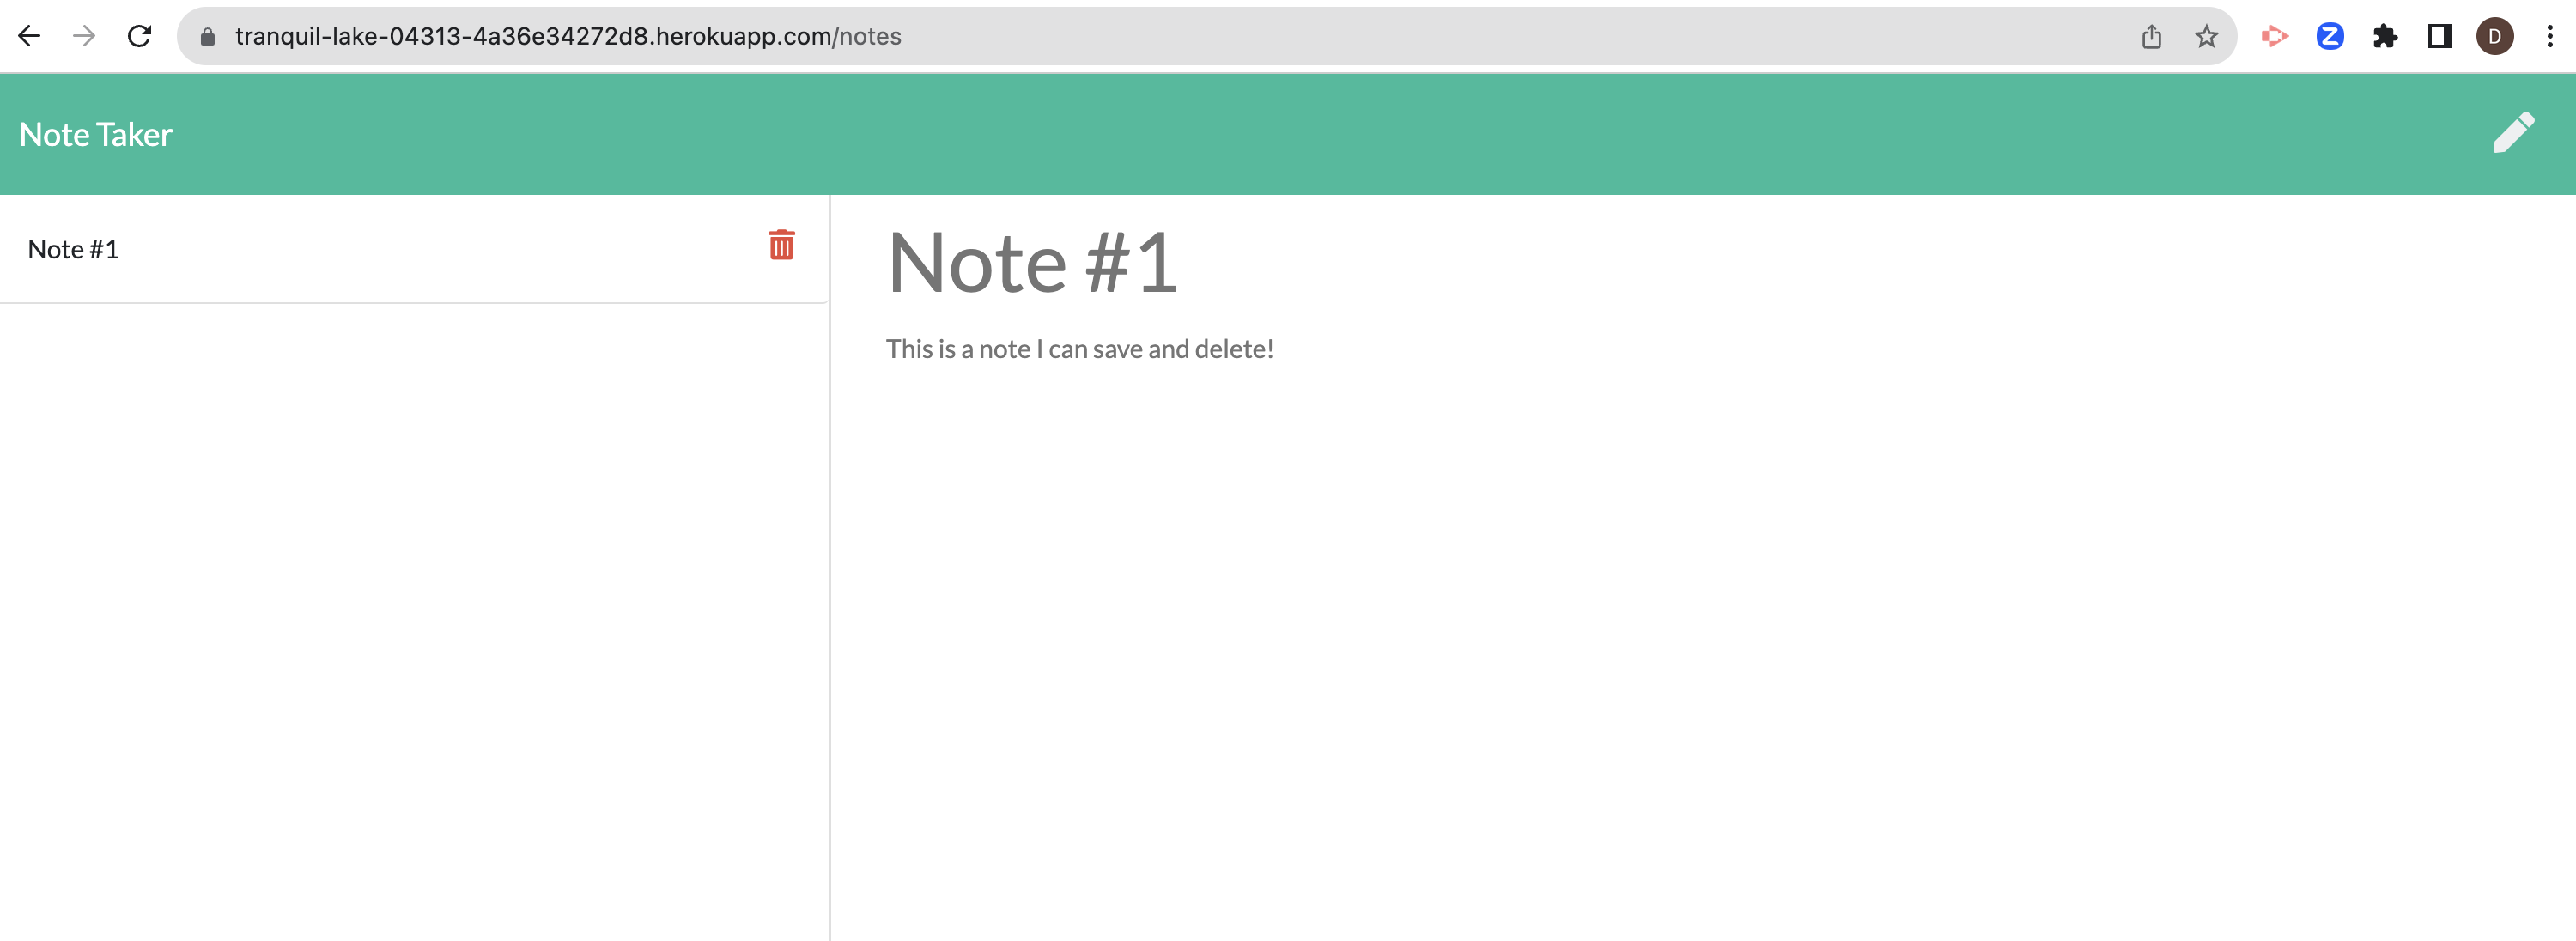 tranquil-lake-04313-4a36e34272d8.herokuapp.com/notes
D
Note Taker
Note #1
Note #1
This is a note I can save and delete!